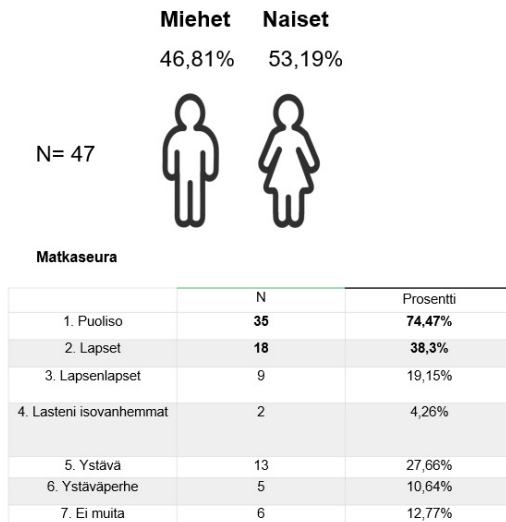 Miehet Naiset
46,81% 53,19%
N= 47
Matkaseura
N Prosentti
1. Puoliso 35 74,47%
2. Lapset 18 38,3%
3. Lapsenlapset 9 19,15%
4. Lasteni isovanhemmat 2 4,26%
5. Ystävä 13 27,66%
6. Ystäväperhe 5 10,64%
7. Ei muita 6 12,77%